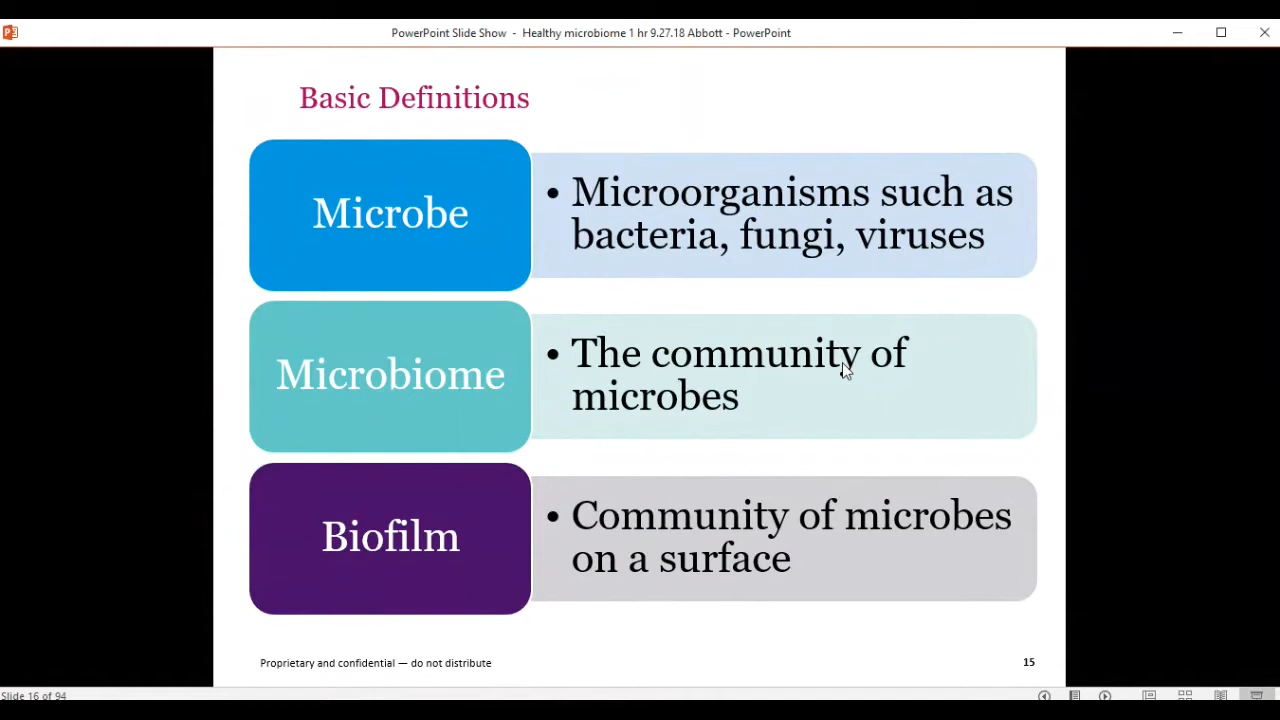 PowerPoint Slide Show - Healthy microbiome 1 hr 9.27.18 Abbott - PowerPoint
Basic Definitions
Microbe
• Microorganisms such as
bacteria, fungi, viruses
Microbiome
• The community of
microbes
Biofilm
• Community of microbes
on a surface
Proprietary and confidential — do not distribute
15
Slide 16 of 94